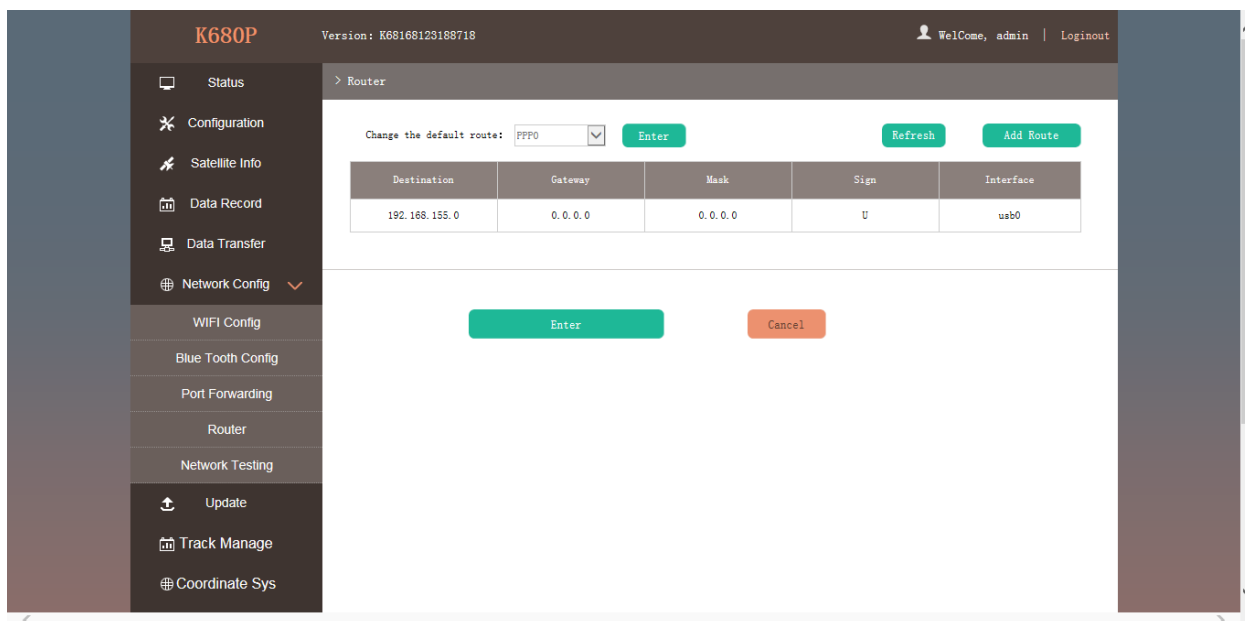 K680P
Version: K68168123188718
WelCome, admin | Loginout
Status
Configuration
Satellite Info
Data Record
Data Transfer
Network Config
WIFI Config
Blue Tooth Config
Port Forwarding
Router
Network Testing
Update
Track Manage
Coordinate Sys
> Router
Change the default route: PPP0 Enter Refresh Add Route
Destination Gateway Mask Sign Interface
192.168.155.0 0.0.0.0 0.0.0.0 U usb0
Enter Cancel